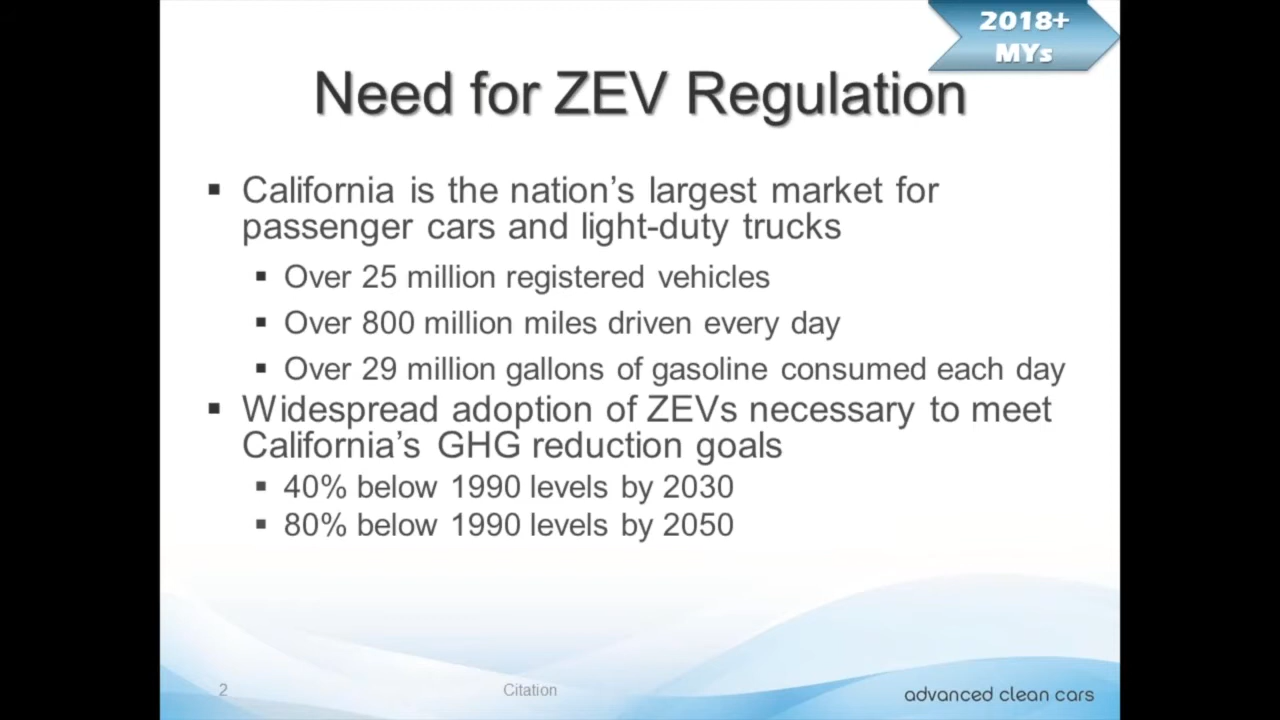 2018+
MYs
Need for ZEV Regulation
▪ California is the nation’s largest market for
passenger cars and light-duty trucks
▪ Over 25 million registered vehicles
▪ Over 800 million miles driven every day
▪ Over 29 million gallons of gasoline consumed each day
▪ Widespread adoption of ZEVs necessary to meet
California’s GHG reduction goals
▪ 40% below 1990 levels by 2030
▪ 80% below 1990 levels by 2050
2
Citation
advanced clean cars